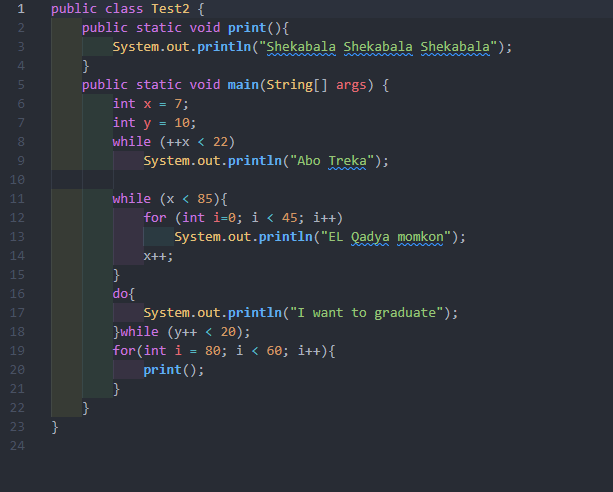 1 public class Test2 {
2 public static void print(){
3 System.out.println("Shekabala Shekabala Shekabala");
4 }
5 public static void main(String[] args) {
6 int x = 7;
7 int y = 10;
8 while (++x < 22)
9 System.out.println("Abo Treka");
10
11 while (x < 85){
12 for (int i=0; i < 45; i++)
13 System.out.println("EL Qadya momkon");
14 x++;
15 }
16 do{
17 System.out.println("I want to graduate");
18 }while (y++ < 20);
19 for(int i = 80; i < 60; i++){
20 print();
21 }
22 }
23 }
24